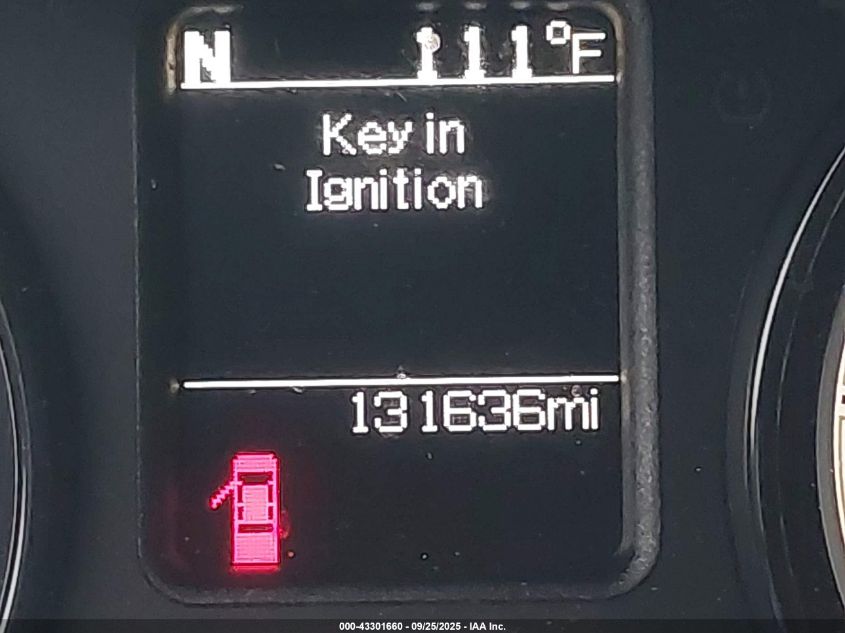 N 111°F
Key in
Ignition
131636mi
000-43301660 - 09/25/2025 - IAA Inc.